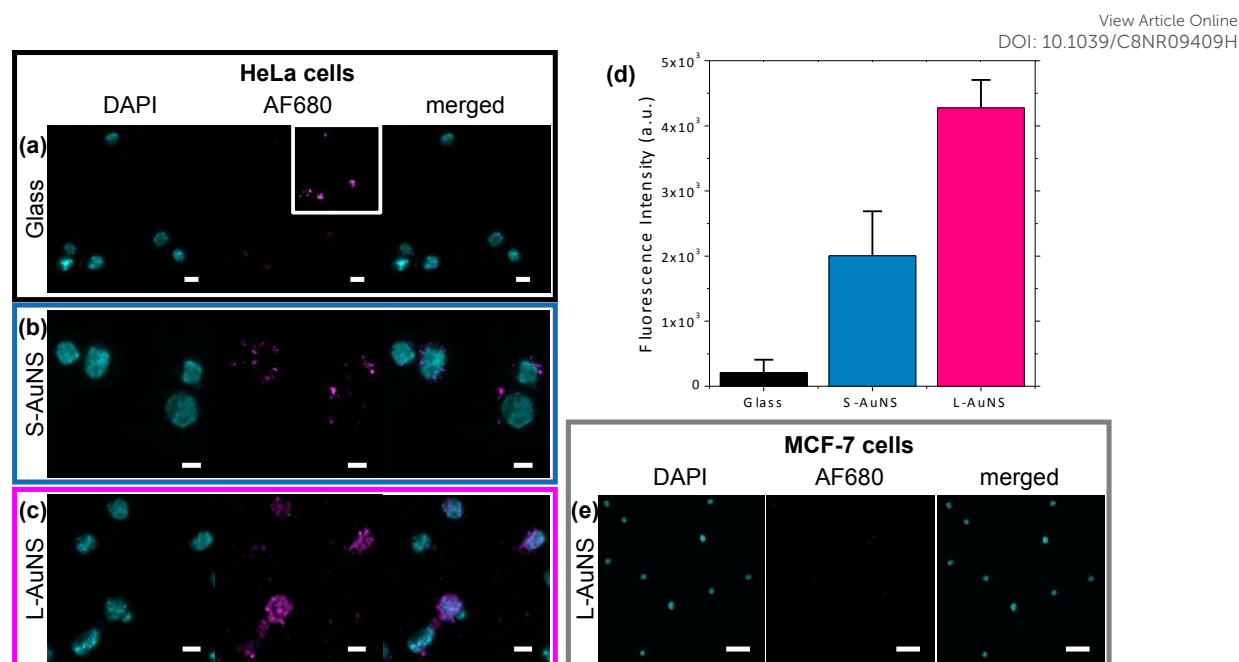 View Article Online
DOI: 10.1039/C8NR09409H
HeLa cells
DAPI AF680 merged
(a)
Glass
(b)
S-AuNS
(c)
L-AuNS
(d)
Fluorescence Intensity (a.u.)
5x10³
4x10³
3x10³
2x10³
1x10³
0
Glass S-AuNS L-AuNS
MCF-7 cells
DAPI AF680 merged
(e)
L-AuNS